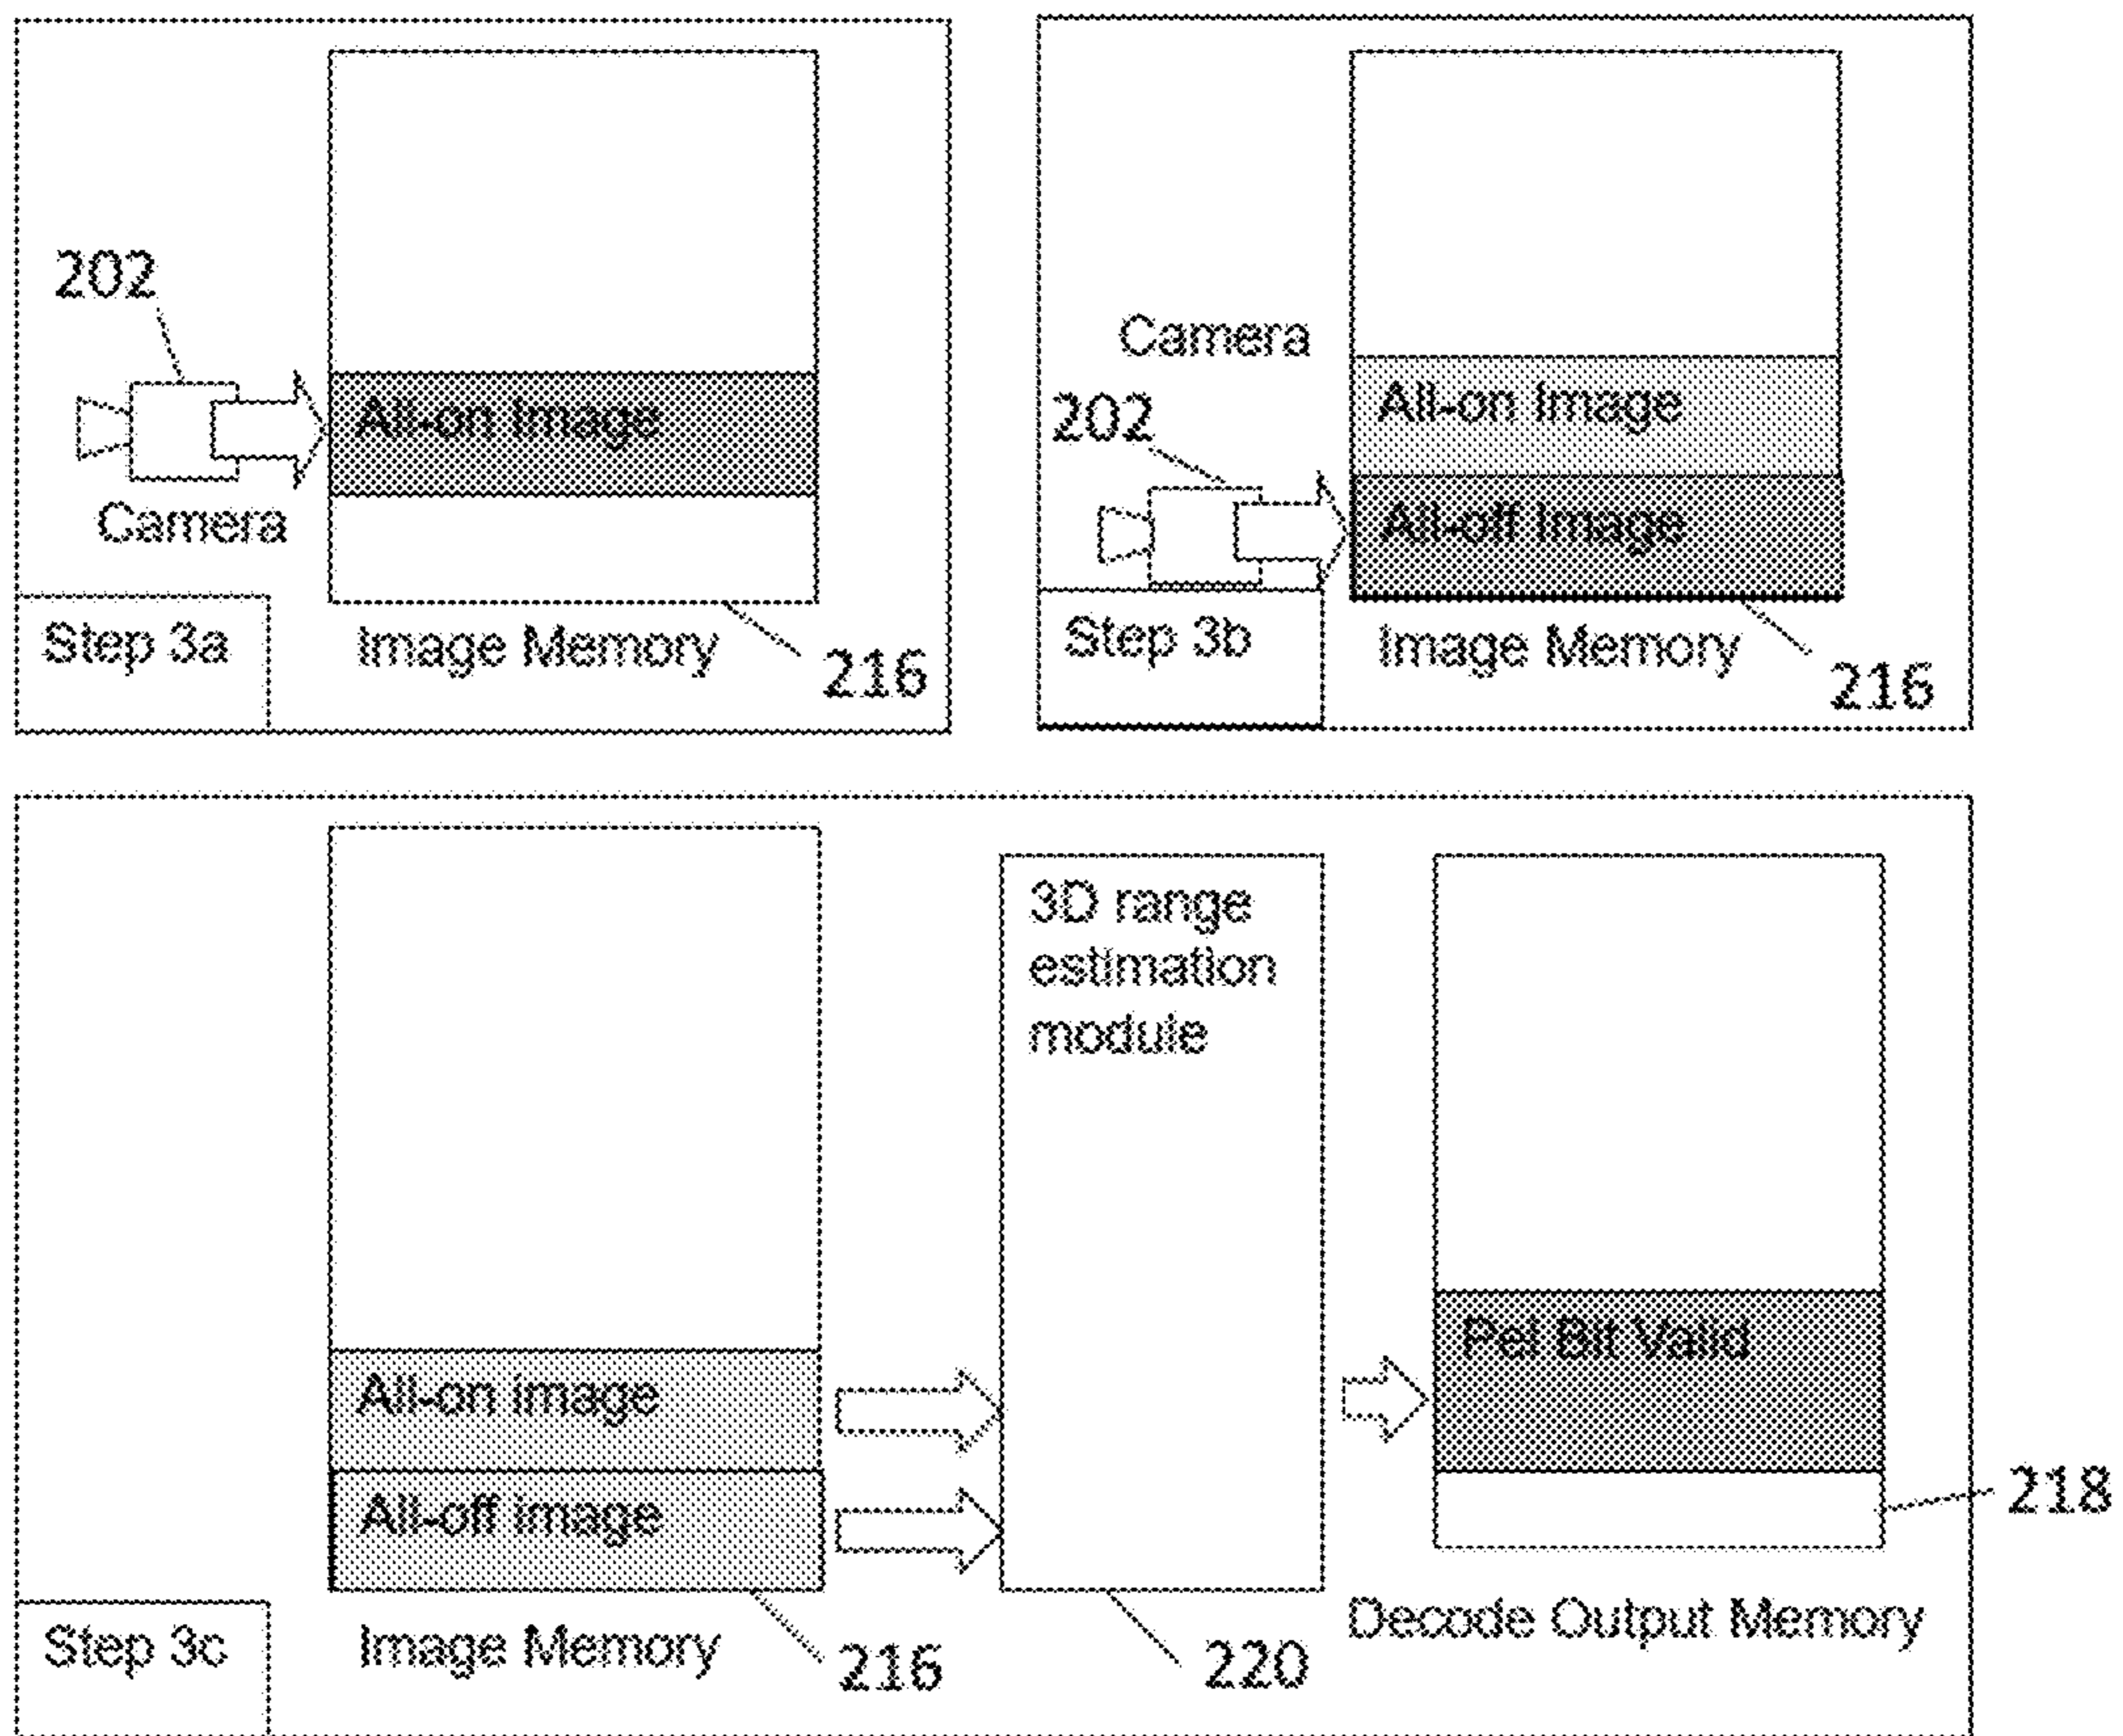 202
Camera
All-on Image
Step 3a
Image Memory
216
Camera
202
All-on Image
All-off Image
Step 3b
Image Memory
216
3D range
estimation
module
All-on image
All-off image
Pel Bit Valid
218
Step 3c
Image Memory
216
220
Decode Output Memory